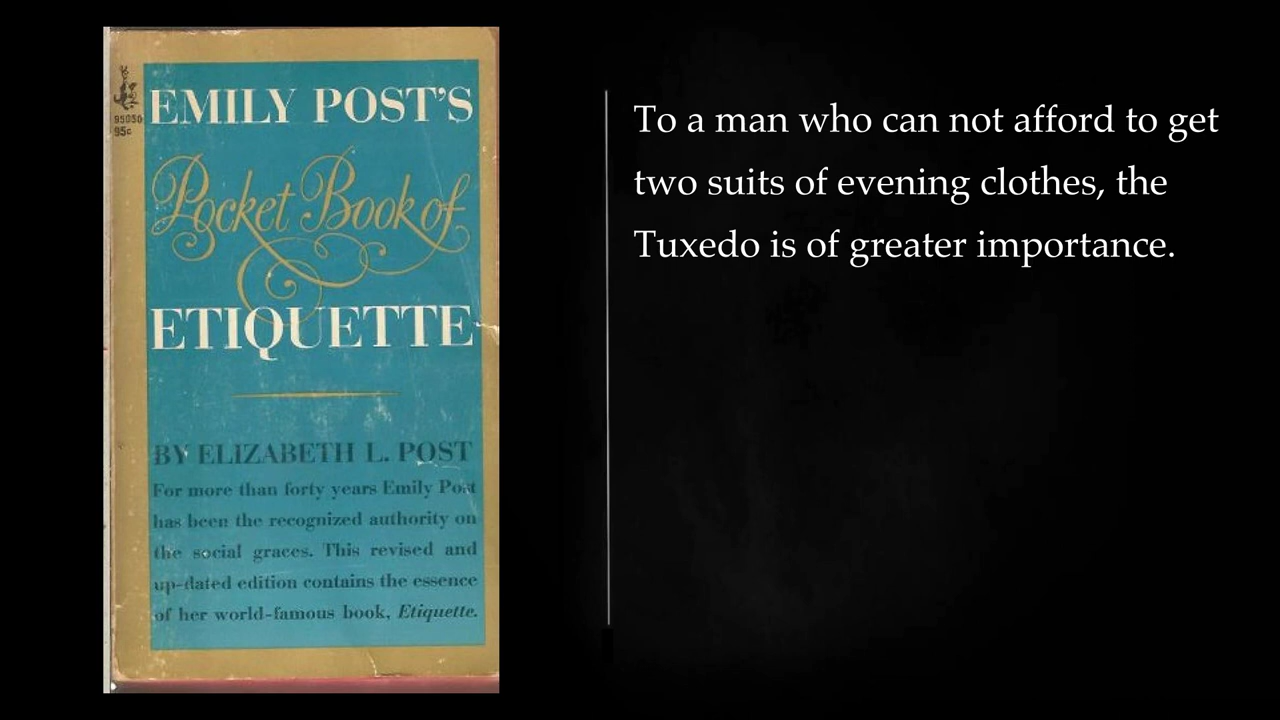 95050
95c
EMILY POST'S
Pocket Book of
ETIQUETTE
BY ELIZABETH L. POST
For more than forty years Emily Post
has been the recognized authority on
the social graces. This revised and
up-dated edition contains the essence
of her world-famous book, Etiquette.
To a man who can not afford to get
two suits of evening clothes, the
Tuxedo is of greater importance.